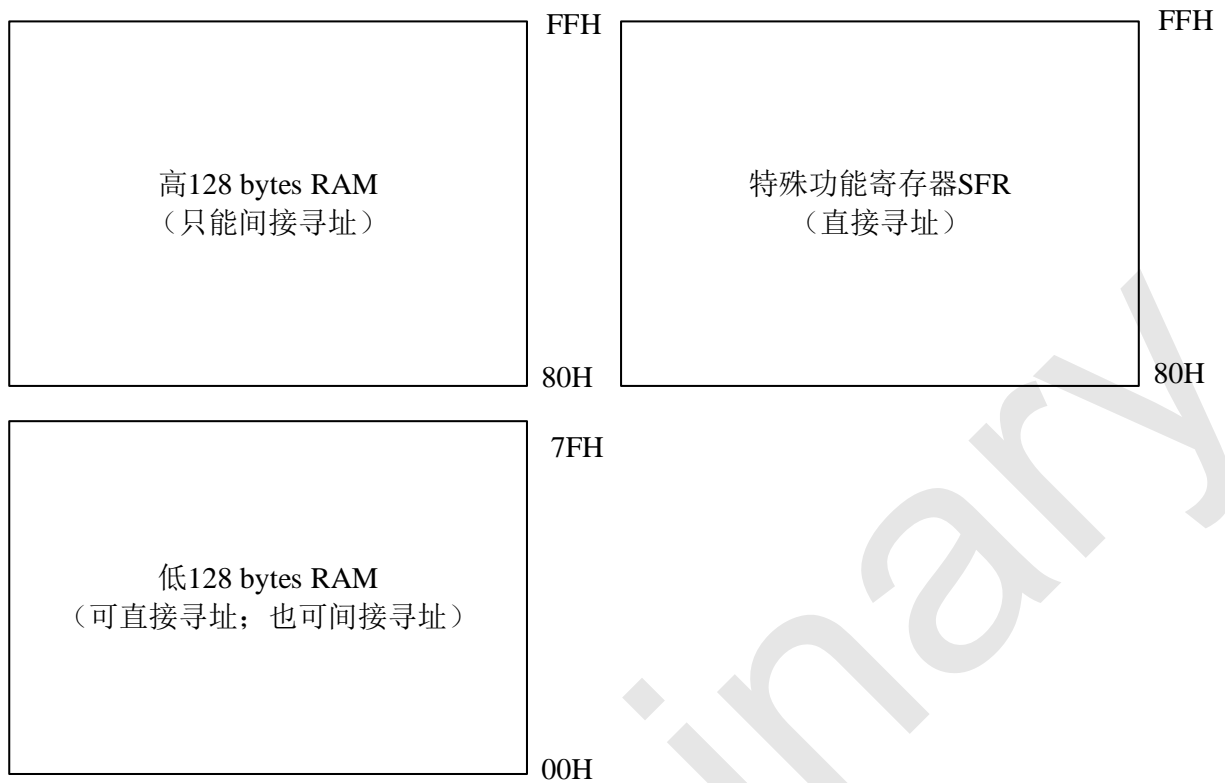 FFH
FFH
高128 bytes RAM
（只能间接寻址）
特殊功能寄存器SFR
（直接寻址）
80H
80H
7FH
低128 bytes RAM
（可直接寻址；也可间接寻址）
00H
inary